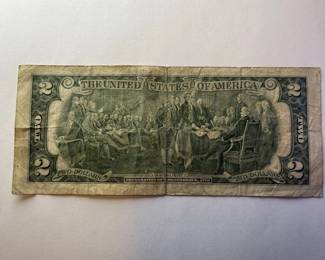 2 THE UNITED STATES OF AMERICA 2
TWO TWO
2 2
TWO DOLLARS TWO DOLLARS